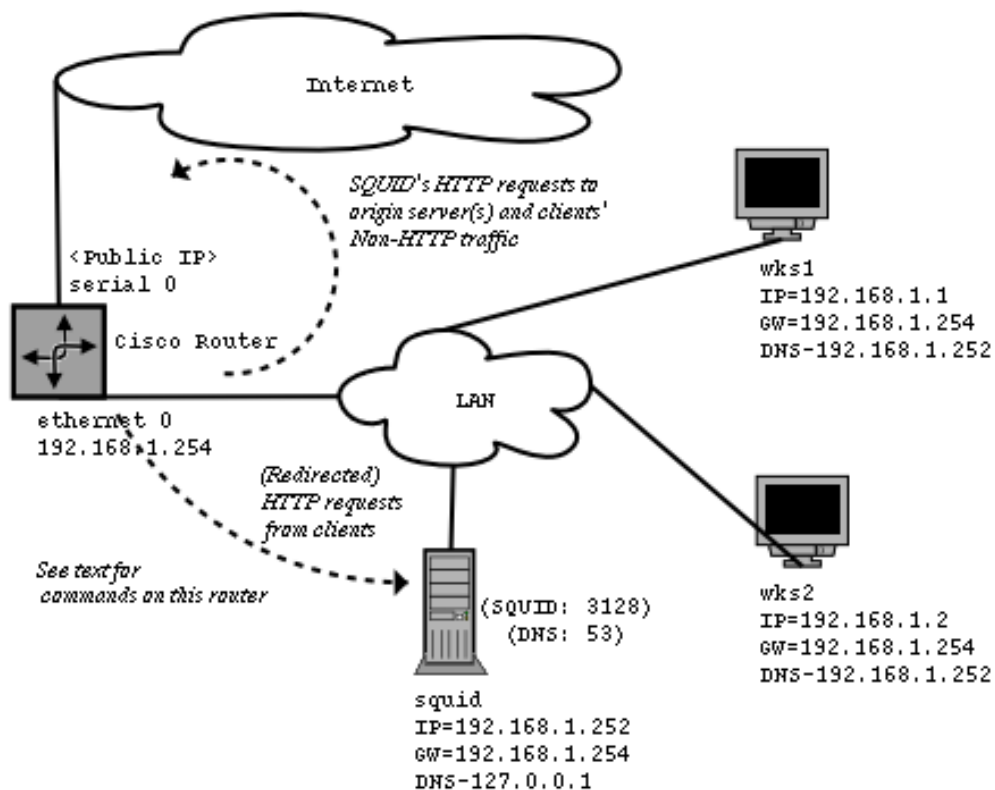 Internet
SQUID's HTTP requests to
origin server(s) and clients'
Non-HTTP traffic
<Public IP>
serial 0
Cisco Router
ethernet 0
192.168.1.254
wks1
IP=192.168.1.1
GW=192.168.1.254
DNS-192.168.1.252
LAN
(Redirected)
HTTP requests
from clients
See text for
commands on this router
(SQUID: 3128)
(DNS: 53)
squid
IP=192.168.1.252
GW=192.168.1.254
DNS-127.0.0.1
wks2
IP=192.168.1.2
GW=192.168.1.254
DNS-192.168.1.252